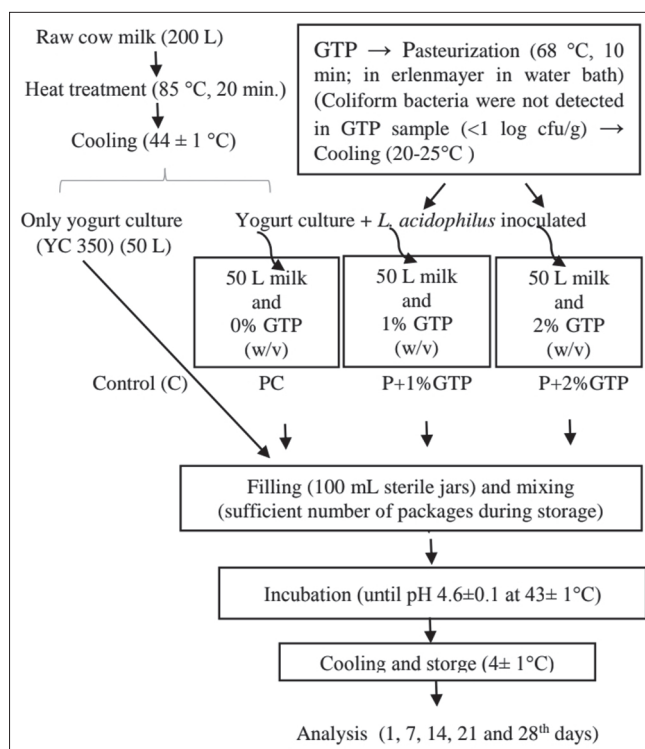 Raw cow milk (200 L)
Heat treatment (85 °C, 20 min.)
Cooling (44 ± 1 °C)
GTP → Pasteurization (68 °C, 10
min; in erlenmayer in water bath)
(Coliform bacteria were not detected
in GTP sample (<1 log cfu/g) →
Cooling (20-25°C )
Only yogurt culture
(YC 350) (50 L)
Yogurt culture + L. acidophilus inoculated
50 L milk
and
0% GTP
(w/v)
50 L milk
and
1% GTP
(w/v)
50 L milk
and
2% GTP
(w/v)
Control (C)
PC
P+1%GTP
P+2%GTP
Filling (100 mL sterile jars) and mixing
(sufficient number of packages during storage)
Incubation (until pH 4.6±0.1 at 43± 1°C)
Cooling and storge (4± 1°C)
Analysis (1, 7, 14, 21 and 28th days)